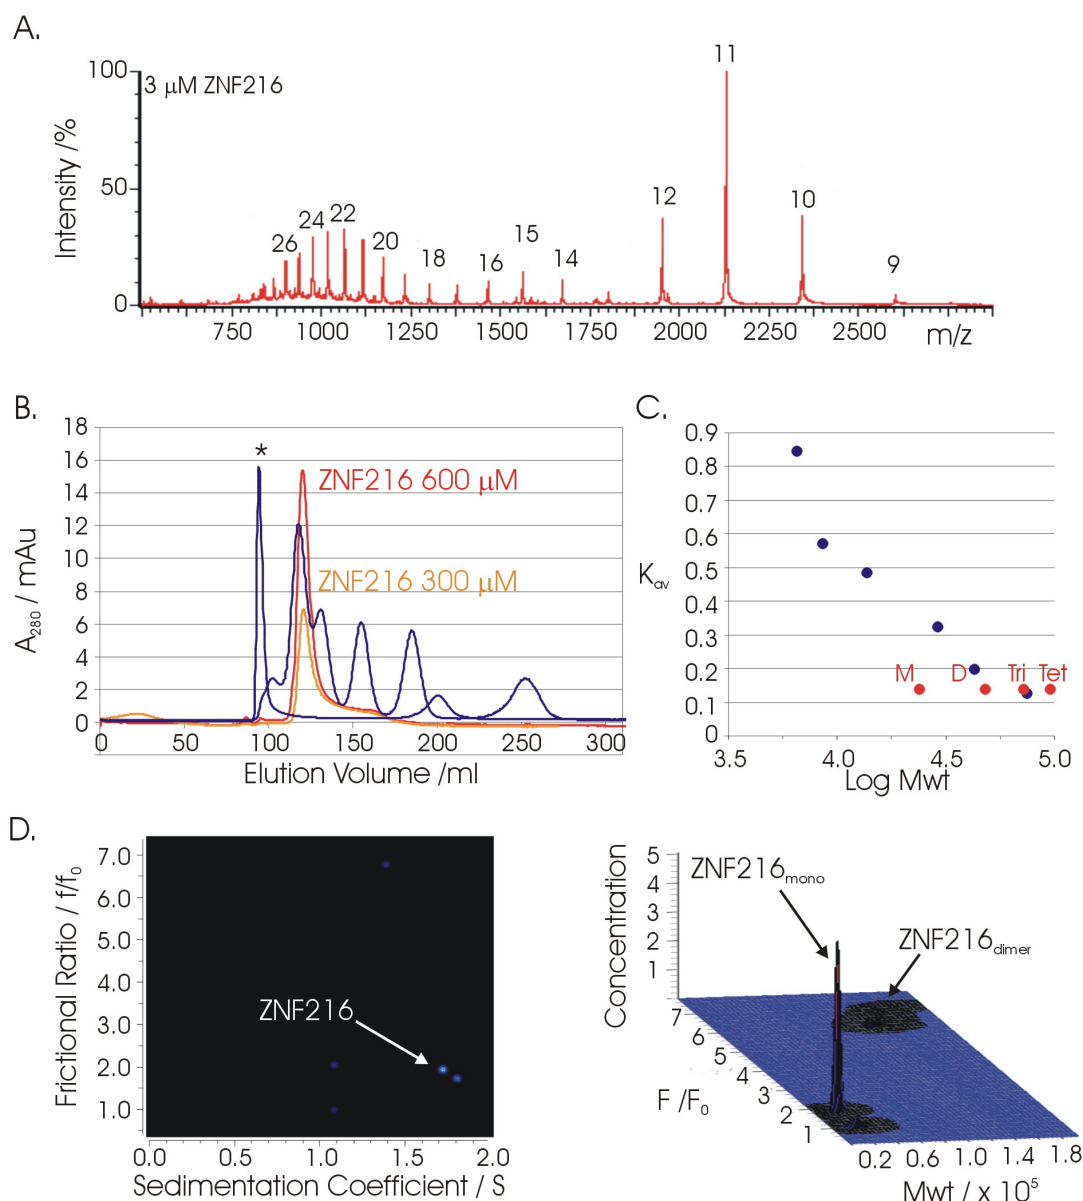 A.
100
3 μM ZNF216
Intensity /%
50
0
26
24
22
20
18
16
15
14
12
11
10
9
750 1000 1250 1500 1750 2000 2250 2500 m/z
B.
18
16
14
12
10
8
6
4
2
0
A280 / mAu
*
ZNF216 600 μM
ZNF216 300 μM
0 50 100 150 200 250 300
Elution Volume /ml
C.
0.9
0.8
0.7
0.6
0.5
0.4
0.3
0.2
0.1
0
Kav
M D Tri Tet
3.5 4.0 4.5 5.0
Log Mwt
D.
7.0
6.0
5.0
4.0
3.0
2.0
1.0
Frictional Ratio / f/f0
ZNF216
0.0 0.5 1.0 1.5 2.0
Sedimentation Coefficient / S
5
4
3
2
1
Concentration
ZNF216mono
ZNF216dimer
7
6
5
4
3
2
1
F /F0
0.2 0.6 1.0 1.4 1.8
Mwt / x 10⁵